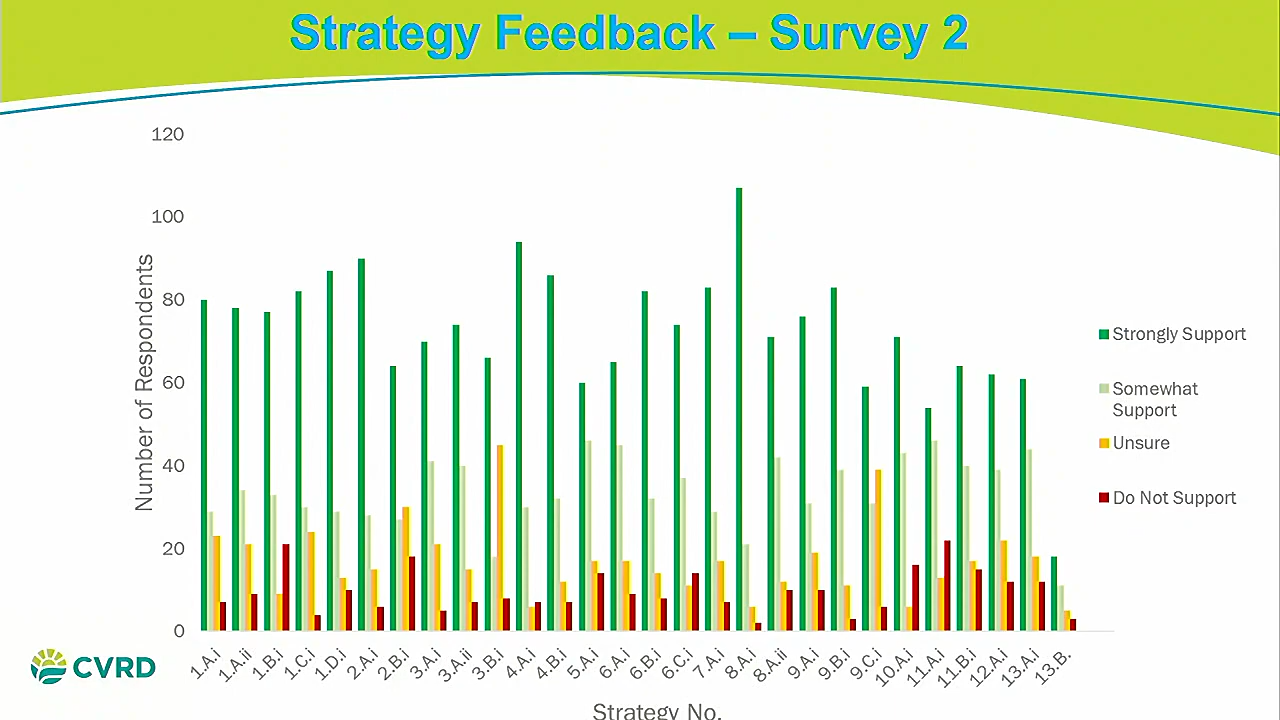 Strategy Feedback – Survey 2
120
100
80
60
40
20
0
Number of Respondents
1.A.i
1.A.ii
1.B.i
1.C.i
1.D.i
2.A.i
2.B.i
3.A.i
3.A.ii
3.B.i
4.A.i
4.B.i
5.A.i
6.A.i
6.B.i
6.C.i
7.A.i
8.A.i
8.A.ii
9.A.i
9.B.i
9.C.i
10.A.i
11.A.i
11.B.i
12.A.i
13.A.i
13.B.
Strategy No.
Strongly Support
Somewhat
Support
Unsure
Do Not Support
CVRD